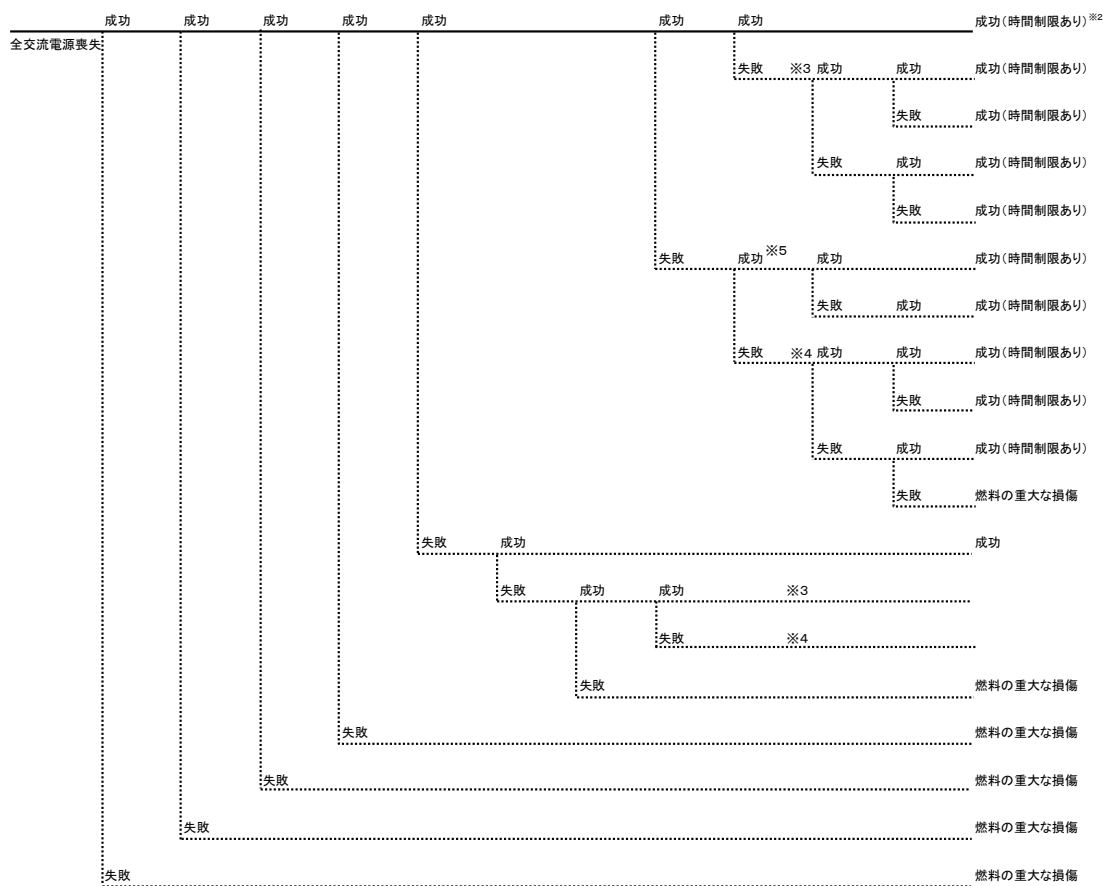 成功 成功 成功 成功 成功 成功 成功 成功(時間制限あり)※2
全交流電源喪失
失敗 ※3 成功 成功 成功(時間制限あり)
失敗 成功(時間制限あり)
失敗 成功 成功(時間制限あり)
失敗 成功(時間制限あり)
失敗 成功 ※5 成功 成功(時間制限あり)
失敗 成功 成功(時間制限あり)
失敗 ※4 成功 成功 成功(時間制限あり)
失敗 成功(時間制限あり)
失敗 成功 成功(時間制限あり)
失敗 燃料の重大な損傷
失敗 成功 成功
失敗 成功 成功 ※3
失敗 ※4
失敗 燃料の重大な損傷
失敗 燃料の重大な損傷
失敗 燃料の重大な損傷
失敗 燃料の重大な損傷
失敗 燃料の重大な損傷